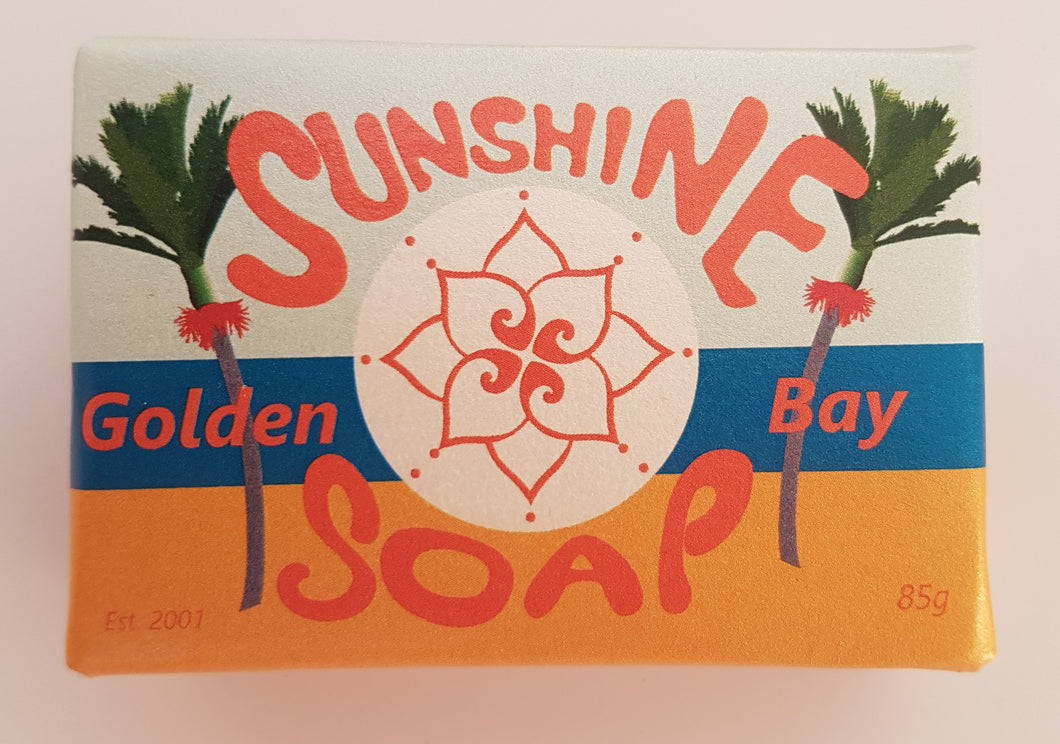 SUNSHINE
Golden Bay
SOAP
Est. 2001
85g